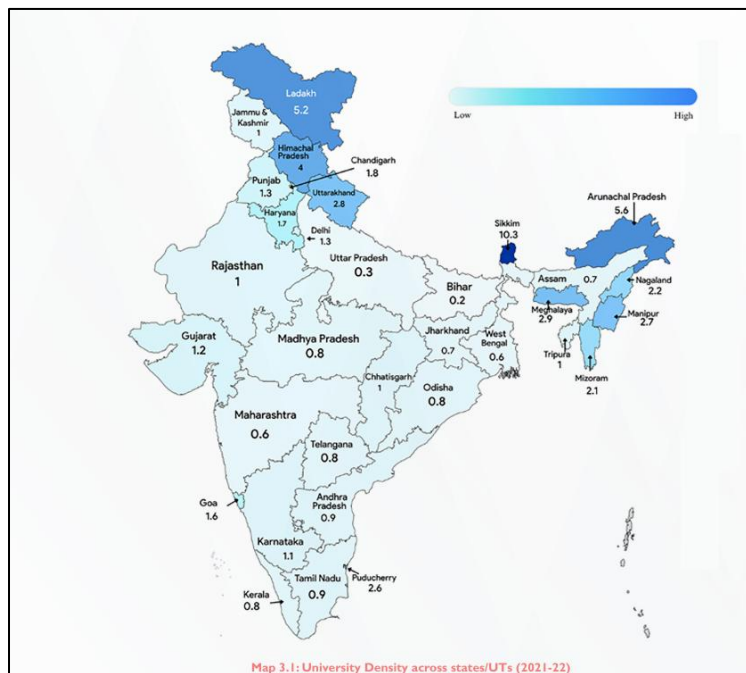 Ladakh
5.2
Low
High
Jammu &
Kashmir
1
Himachal
Pradesh
4
Chandigarh
1.8
Punjab
1.3
Uttarakhand
2.8
Haryana
1.7
Arunachal Pradesh
5.6
Sikkim
10.3
Delhi
1.3
Rajasthan
1
Uttar Pradesh
0.3
Bihar
0.2
Assam
0.7
Nagaland
2.2
Meghalaya
2.9
Manipur
2.7
Tripura
1
Mizoram
2.1
Gujarat
1.2
Madhya Pradesh
0.8
Jharkhand
0.7
West
Bengal
0.6
Chhatisgarh
1
Odisha
0.8
Maharashtra
0.6
Telangana
0.8
Goa
1.6
Andhra
Pradesh
0.9
Karnataka
1.1
Tamil Nadu
0.9
Puducherry
2.6
Kerala
0.8
Map 3.1: University Density across states/UTs (2021-22)